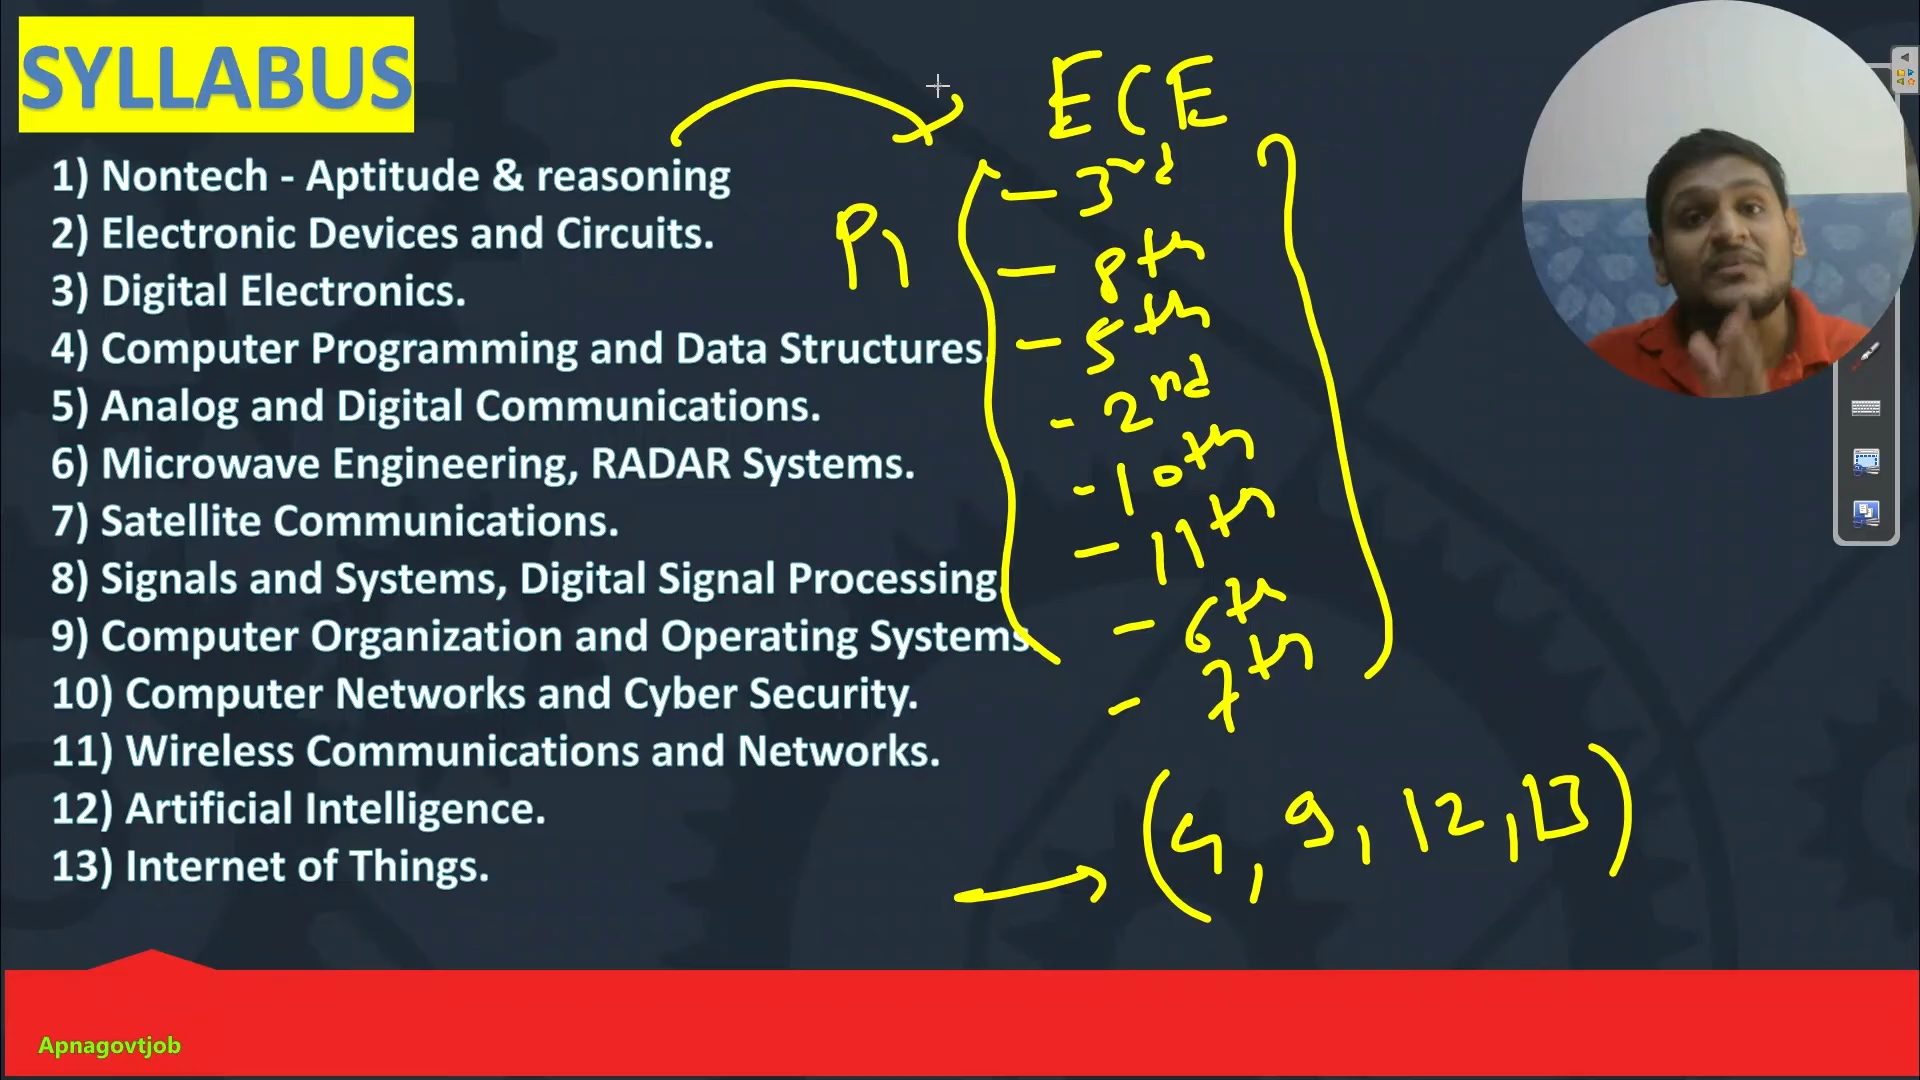 SYLLABUS
1) Nontech - Aptitude & reasoning
2) Electronic Devices and Circuits.
3) Digital Electronics.
4) Computer Programming and Data Structures.
5) Analog and Digital Communications.
6) Microwave Engineering, RADAR Systems.
7) Satellite Communications.
8) Signals and Systems, Digital Signal Processing.
9) Computer Organization and Operating Systems.
10) Computer Networks and Cyber Security.
11) Wireless Communications and Networks.
12) Artificial Intelligence.
13) Internet of Things.
ECE
P1
- 3rd
- 8th
- 5th
- 2nd
- 10th
- 11th
- 6th
- 7th
(4, 9, 12, 13)
Apnagovtjob